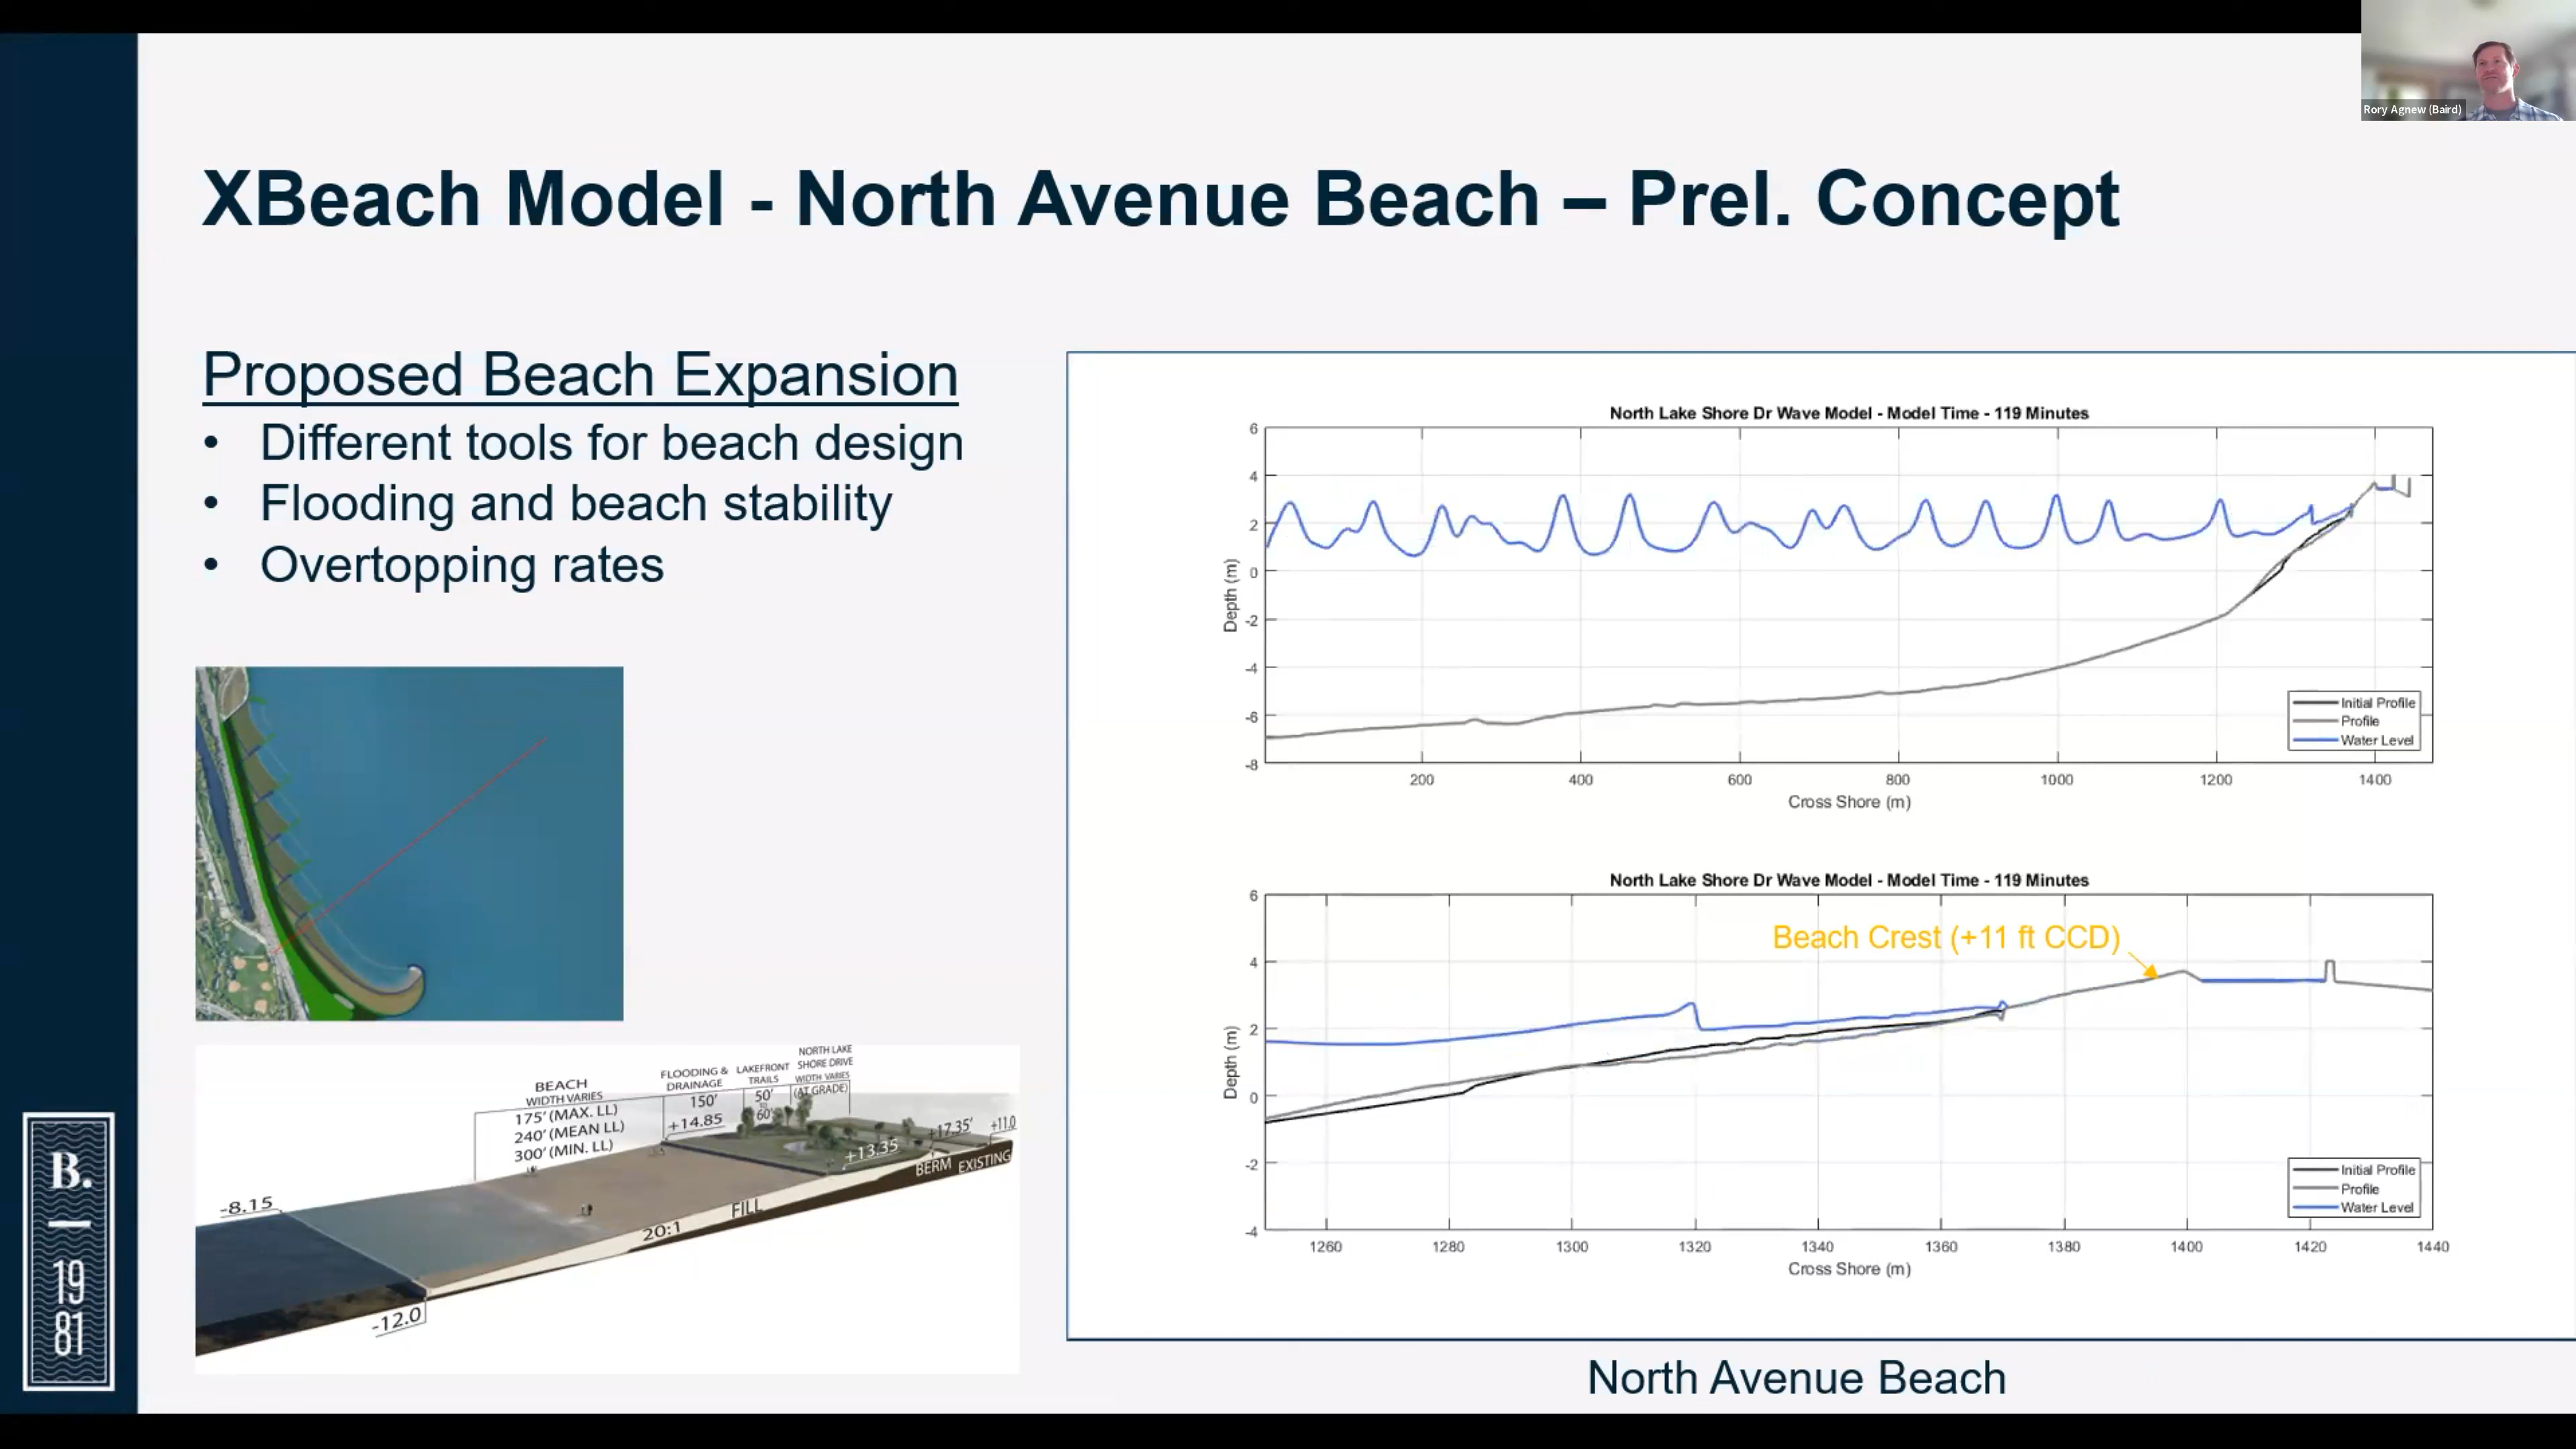 Rory Agnew (Baird)
XBeach Model - North Avenue Beach – Prel. Concept
Proposed Beach Expansion
• Different tools for beach design
• Flooding and beach stability
• Overtopping rates
BEACH
WIDTH VARIES
175' (MAX. LL)
240' (MEAN LL)
300' (MIN. LL)
FLOODING &
DRAINAGE
150'
+14.85
LAKEFRONT
TRAILS
50'
TO
60'
NORTH LAKE
SHORE DRIVE
WIDTH VARIES
(AT GRADE)
+17.35'
+11.0
+13.35
BERM
EXISTING
-8.15
FILL
20:1
-12.0
B.
19
81
North Lake Shore Dr Wave Model - Model Time - 119 Minutes
6
4
2
0
-2
-4
-6
-8
Depth (m)
200 400 600 800 1000 1200 1400
Cross Shore (m)
Initial Profile
Profile
Water Level
North Lake Shore Dr Wave Model - Model Time - 119 Minutes
Beach Crest (+11 ft CCD)
6
4
2
0
-2
-4
Depth (m)
1260 1280 1300 1320 1340 1360 1380 1400 1420 1440
Cross Shore (m)
Initial Profile
Profile
Water Level
North Avenue Beach